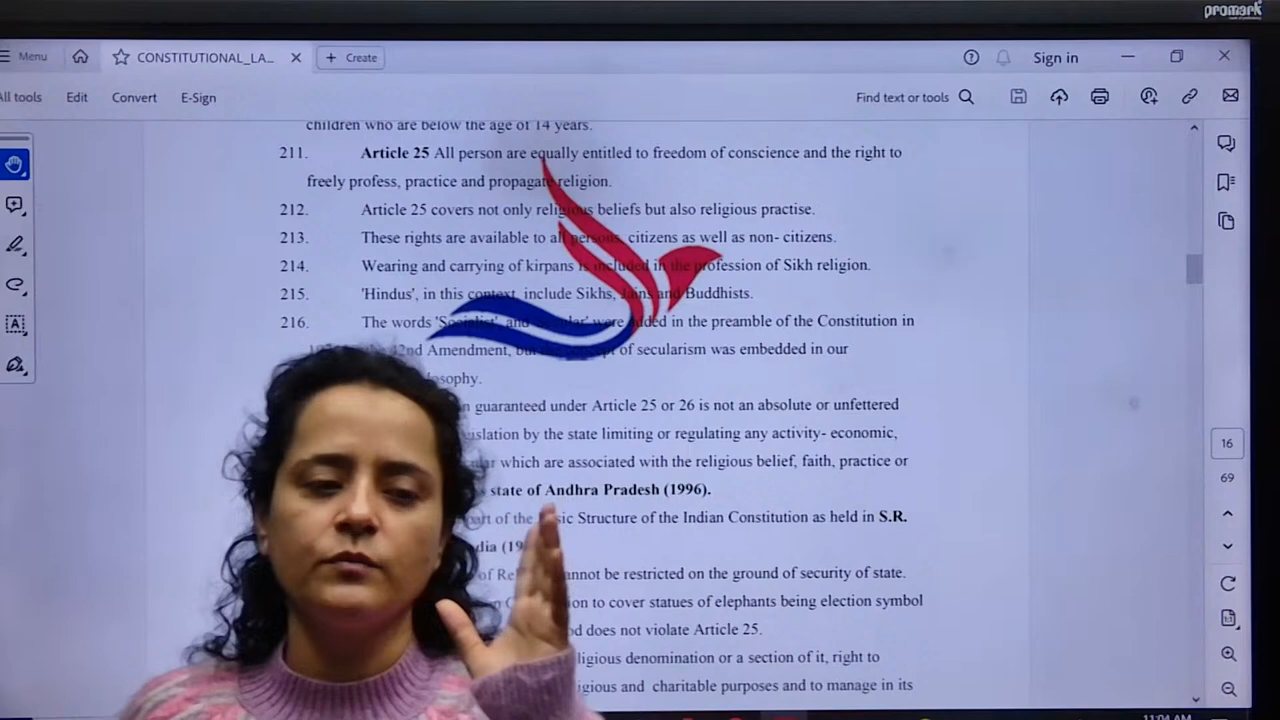 promark
Menu
CONSTITUTIONAL_LA...
Create
Sign in
All tools
Edit
Convert
E-Sign
Find text or tools
children who are below the age of 14 years.
211. Article 25 All person are equally entitled to freedom of conscience and the right to
freely profess, practice and propagate religion.
212. Article 25 covers not only religious beliefs but also religious practise.
213. These rights are available to all persons, citizens as well as non- citizens.
214. Wearing and carrying of kirpans is included in the profession of Sikh religion.
215. 'Hindus', in this context, include Sikhs, Jains and Buddhists.
216. The words 'Socialist', and 'secular' were added in the preamble of the Constitution in
42nd Amendment, but the concept of secularism was embedded in our
guaranteed under Article 25 or 26 is not an absolute or unfettered
by the state limiting or regulating any activity- economic,
which are associated with the religious belief, faith, practice or
state of Andhra Pradesh (1996).
part of the Basic Structure of the Indian Constitution as held in S.R.
of cannot be restricted on the ground of security of state.
to cover statues of elephants being election symbol
does not violate Article 25.
denomination or a section of it, right to
and charitable purposes and to manage in its
16
69
11:04 AM